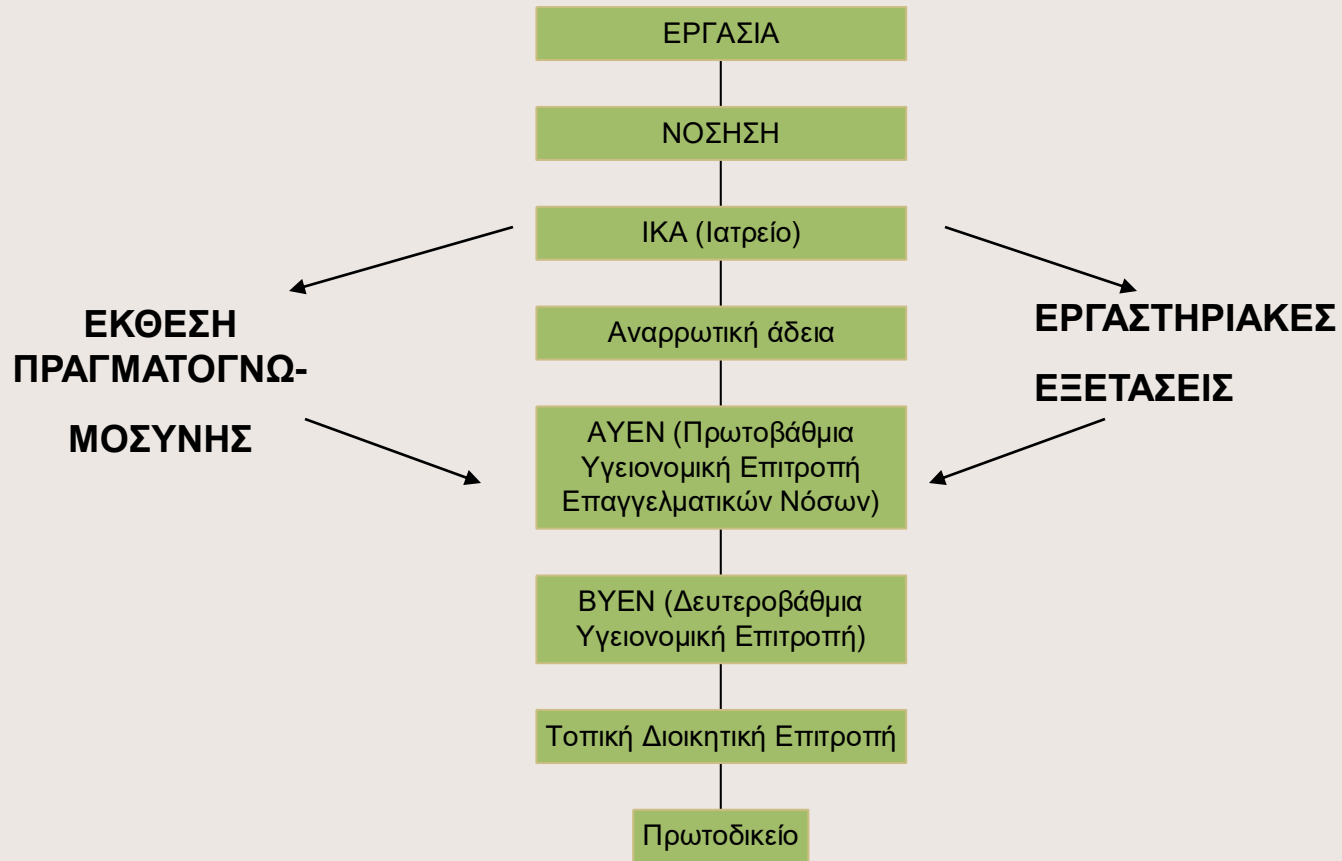 ΕΡΓΑΣΙΑ
ΝΟΣΗΣΗ
ΙΚΑ (Ιατρείο)
Αναρρωτική άδεια
ΕΚΘΕΣΗ
ΠΡΑΓΜΑΤΟΓΝΩ-
ΜΟΣΥΝΗΣ
ΕΡΓΑΣΤΗΡΙΑΚΕΣ
ΕΞΕΤΑΣΕΙΣ
ΑΥΕΝ (Πρωτοβάθμια
Υγειονομική Επιτροπή
Επαγγελματικών Νόσων)
ΒΥΕΝ (Δευτεροβάθμια
Υγειονομική Επιτροπή)
Τοπική Διοικητική Επιτροπή
Πρωτοδικείο